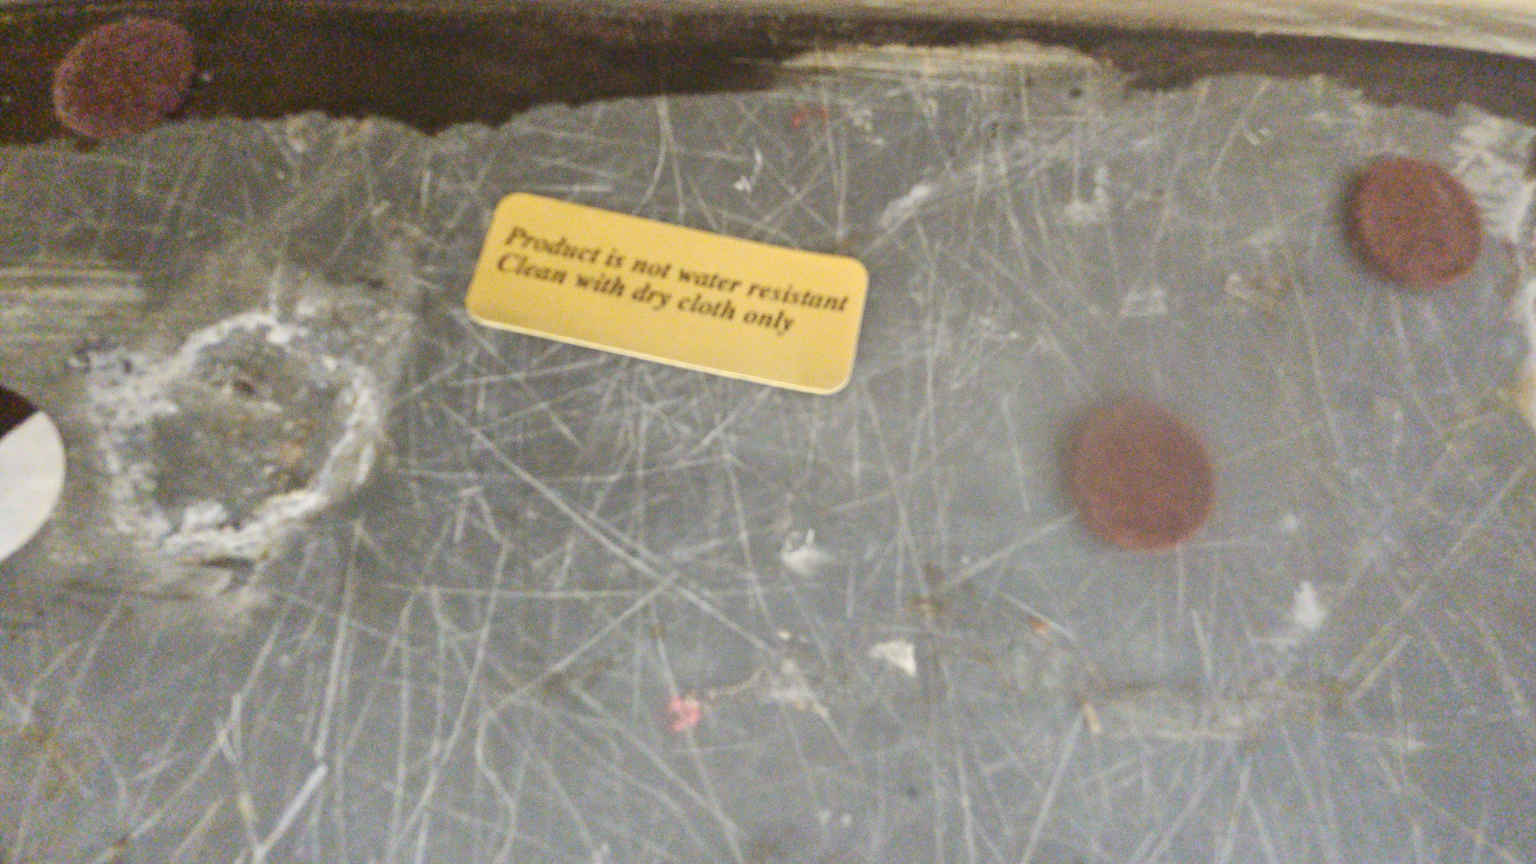 Product is not water resistant
Clean with dry cloth only